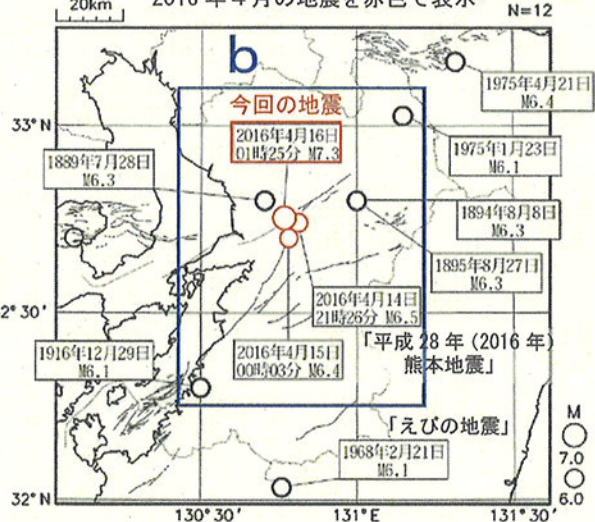 2016年4月の地震を赤色で表示
20km
N=12
b
今回の地震
2016年4月16日
01時25分 M7.3
1975年4月21日
M6.4
33°N
1975年1月23日
M6.1
1889年7月28日
M6.3
1894年8月8日
M6.3
1895年8月27日
M6.3
2016年4月14日
21時26分 M6.5
2°30'
「平成28年(2016年)
熊本地震」
1916年12月29日
M6.1
2016年4月15日
00時03分 M6.4
「えびの地震」
1968年2月21日
M6.1
M
7.0
6.0
32°N
130°30'
131°E
131°30'